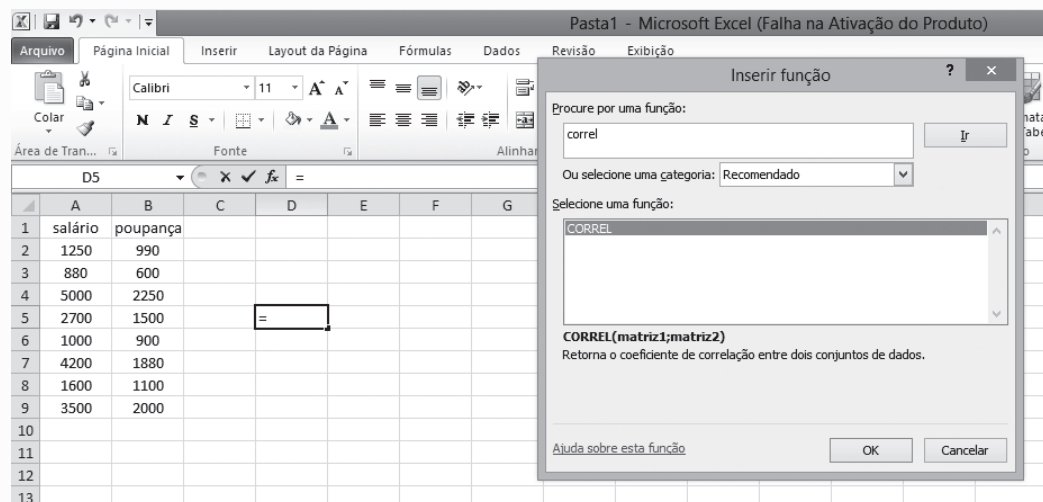 Pasta1 - Microsoft Excel (Falha na Ativação do Produto)
Arquivo Página Inicial Inserir Layout da Página Fórmulas Dados Revisão Exibição
Colar
Calibri 11
N I S A
Área de Tran... Fonte Alinhar
D5 fx =
A B C D E F G
1 salário poupança
2 1250 990
3 880 600
4 5000 2250
5 2700 1500 =
6 1000 900
7 4200 1880
8 1600 1100
9 3500 2000
10
11
12
13
Inserir função ? ×
Procure por uma função:
correl Ir
Ou selecione uma categoria: Recomendado
Selecione uma função:
CORREL
CORREL(matriz1;matriz2)
Retorna o coeficiente de correlação entre dois conjuntos de dados.
Ajuda sobre esta função OK Cancelar